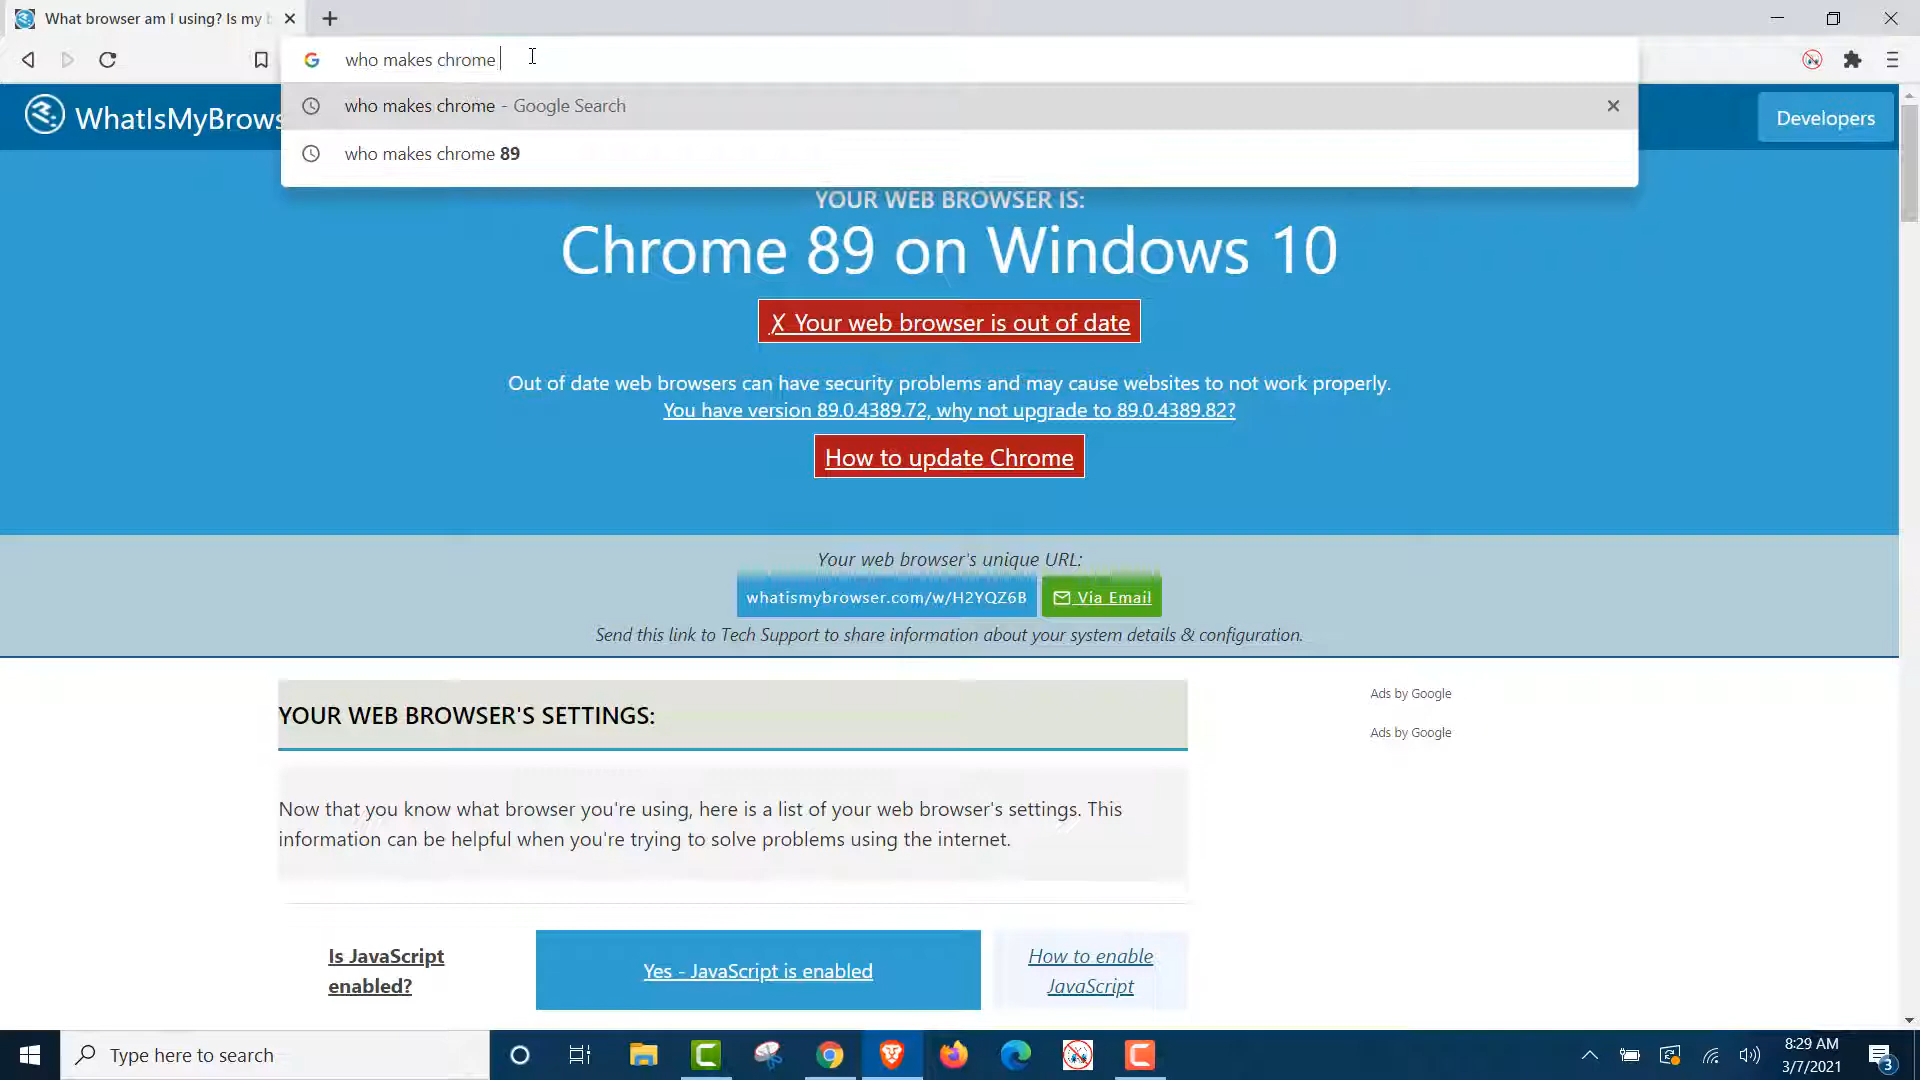 What browser am I using? Is my b
who makes chrome
who makes chrome - Google Search
who makes chrome 89
WhatIsMyBrows
Developers
YOUR WEB BROWSER IS:
Chrome 89 on Windows 10
X Your web browser is out of date
Out of date web browsers can have security problems and may cause websites to not work properly.
You have version 89.0.4389.72, why not upgrade to 89.0.4389.82?
How to update Chrome
Your web browser's unique URL:
whatismybrowser.com/w/H2YQZ6B
Via Email
Send this link to Tech Support to share information about your system details & configuration.
YOUR WEB BROWSER'S SETTINGS:
Ads by Google
Ads by Google
Now that you know what browser you're using, here is a list of your web browser's settings. This
information can be helpful when you're trying to solve problems using the internet.
Is JavaScript
enabled?
Yes - JavaScript is enabled
How to enable
JavaScript
Type here to search
8:29 AM
3/7/2021
3